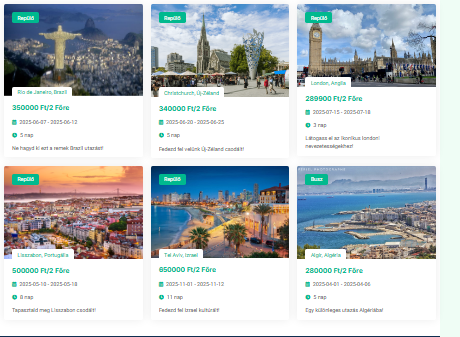 Repülő
Rio de Janeiro, Brazil
350000 Ft/2 Főre
2025-06-07 - 2025-06-12
5 nap
Ne hagyd ki ezt a remek Brazil utazást!
Repülő
Christchurch, Új-Zéland
340000 Ft/2 Főre
2025-06-20 - 2025-06-25
5 nap
Fedezd fel velünk Új-Zéland csodáit!
Repülő
London, Anglia
289900 Ft/2 Főre
2025-07-15 - 2025-07-18
3 nap
Látogass el az ikonikus londoni
nevezetességekhez!
Repülő
Lisszabon, Portugália
500000 Ft/2 Főre
2025-05-10 - 2025-05-18
8 nap
Tapasztald meg Lisszabon csodáit!
Repülő
Tel Aviv, Izrael
650000 Ft/2 Főre
2025-11-01 - 2025-11-12
11 nap
Fedezd fel Izrael kultúráit!
Busz
Algír, Algéria
280000 Ft/2 Főre
2025-04-01 - 2025-04-06
5 nap
Egy különleges utazás Algériába!